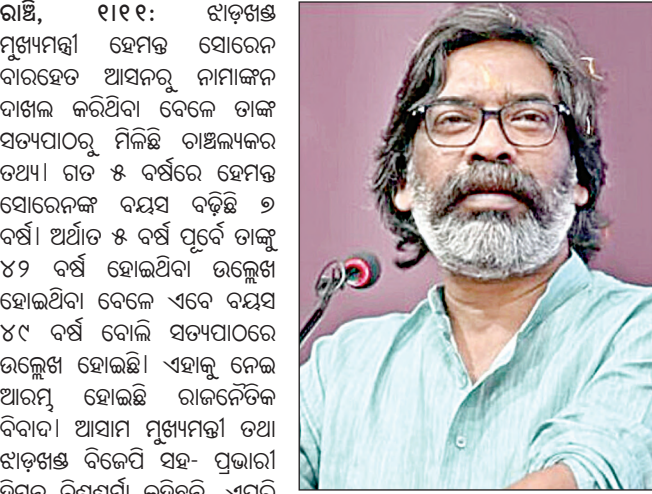 ରାଞ୍ଚି, ୧।୧୧: ଝାଡ଼ଖଣ୍ଡ
ମୁଖ୍ୟମନ୍ତ୍ରୀ ହେମନ୍ତ ସୋରେନ
ବାରହେତ ଆସନରୁ ନାମାଙ୍କନ
ଦାଖଲ କରିଥିବା ବେଳେ ତାଙ୍କ
ସତ୍ୟପାଠରୁ ମିଳିଛି ଚାଞ୍ଚଲ୍ୟକର
ତଥ୍ୟ। ଗତ ୫ ବର୍ଷରେ ହେମନ୍ତ
ସୋରେନଙ୍କ ବୟସ ବଢ଼ିଛି ୭
ବର୍ଷ। ଅର୍ଥାତ ୫ ବର୍ଷ ପୂର୍ବେ ତାଙ୍କୁ
୪୨ ବର୍ଷ ହୋଇଥିବା ଉଲ୍ଲେଖ
ହୋଇଥିବା ବେଳେ ଏବେ ବୟସ
୪୯ ବର୍ଷ ବୋଲି ସତ୍ୟପାଠରେ
ଉଲ୍ଲେଖ ହୋଇଛି। ଏହାକୁ ନେଇ
ଆରମ୍ଭ ହୋଇଛି ରାଜନୈତିକ
ବିବାଦ। ଆସାମ ମୁଖ୍ୟମନ୍ତୀ ତଥା
ଝାଡ଼ଖଣ୍ଡ ବିଜେପି ସହ- ପ୍ରଭାରୀ